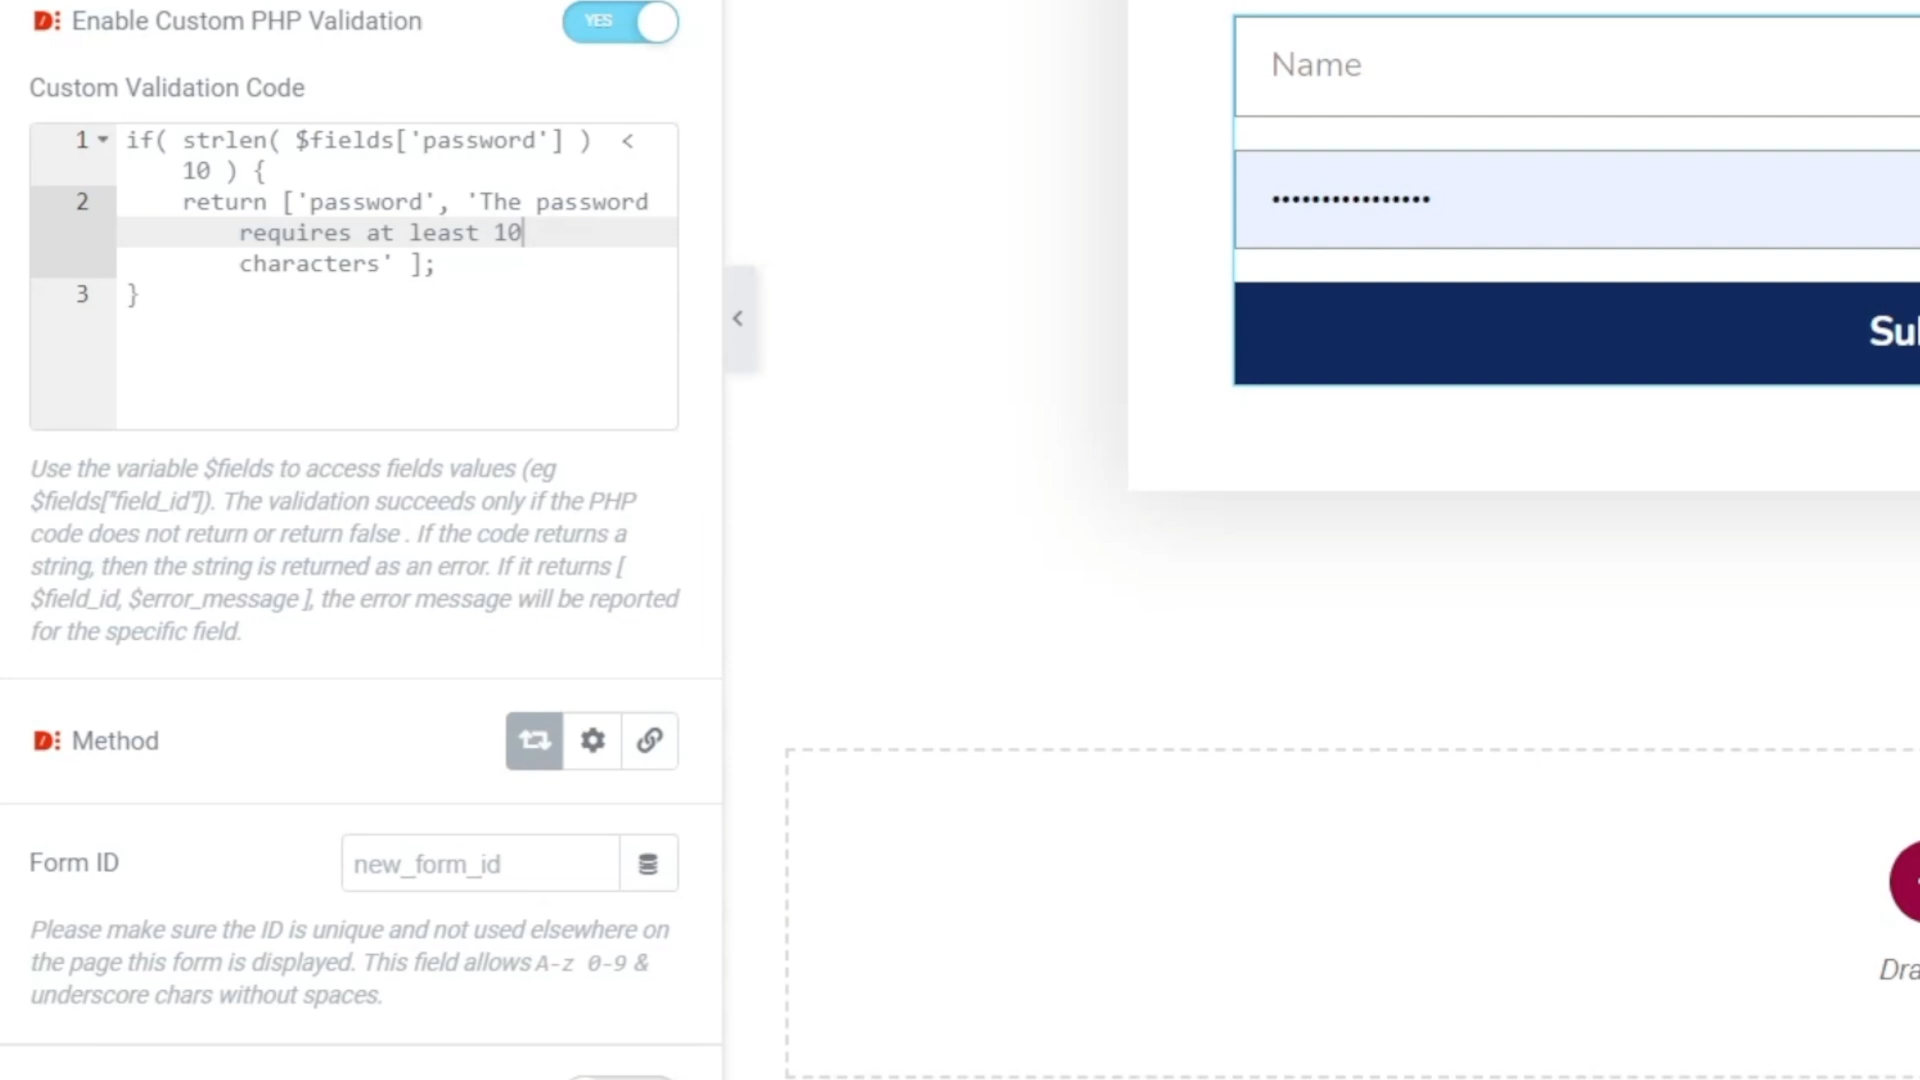 Enable Custom PHP Validation
YES
Custom Validation Code
1 if( strlen( $fields['password'] ) <
10 ) {
2 return ['password', 'The password
requires at least 10
characters' ];
3 }
Use the variable $fields to access fields values (eg
$fields["field_id"]). The validation succeeds only if the PHP
code does not return or return false . If the code returns a
string, then the string is returned as an error. If it returns [
$field_id, $error_message ], the error message will be reported
for the specific field.
Method
Form ID
new_form_id
Please make sure the ID is unique and not used elsewhere on
the page this form is displayed. This field allows A-z 0-9 &
underscore chars without spaces.
Name
••••••••••••••••
Su
Dra